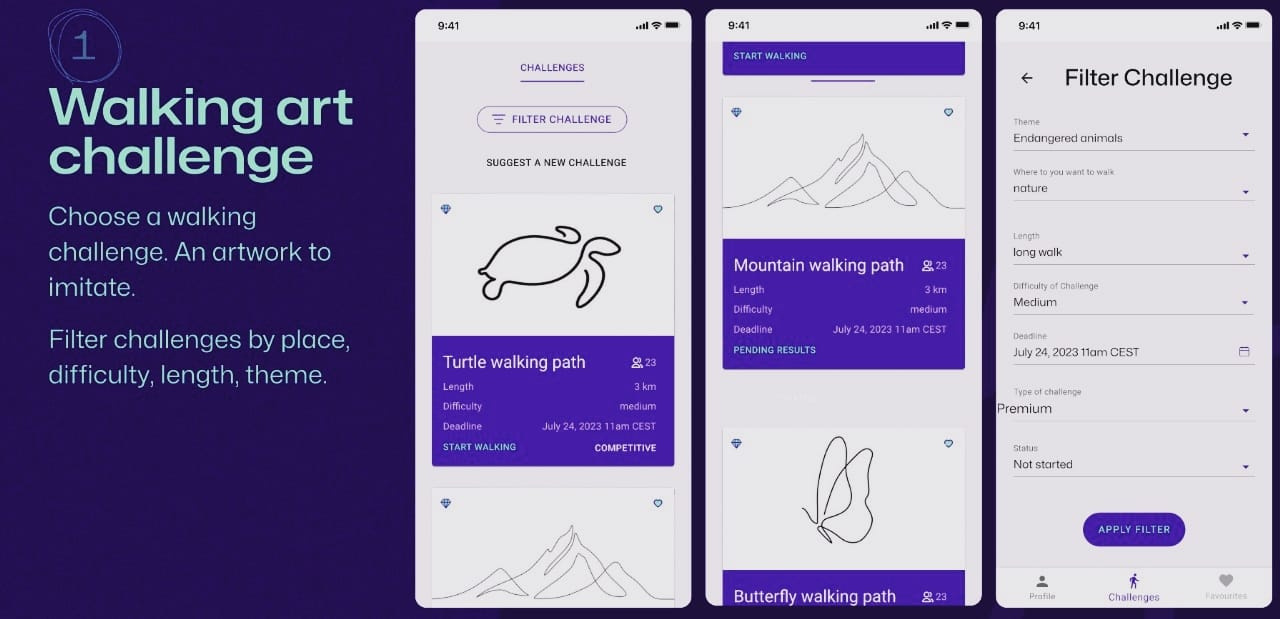 1
Walking art
challenge
Choose a walking
challenge. An artwork to
imitate.
Filter challenges by place,
difficulty, length, theme.
9:41
CHALLENGES
FILTER CHALLENGE
SUGGEST A NEW CHALLENGE
Turtle walking path 23
Length 3 km
Difficulty medium
Deadline July 24, 2023 11am CEST
START WALKING COMPETITIVE
9:41
START WALKING
Mountain walking path 23
Length 3 km
Difficulty medium
Deadline July 24, 2023 11am CEST
PENDING RESULTS
Butterfly walking path 23
9:41
Filter Challenge
Theme
Endangered animals
Where to you want to walk
nature
Length
long walk
Difficulty of Challenge
Medium
Deadline
July 24, 2023 11am CEST
Type of challenge
Premium
Status
Not started
APPLY FILTER
Profile Challenges Favourites